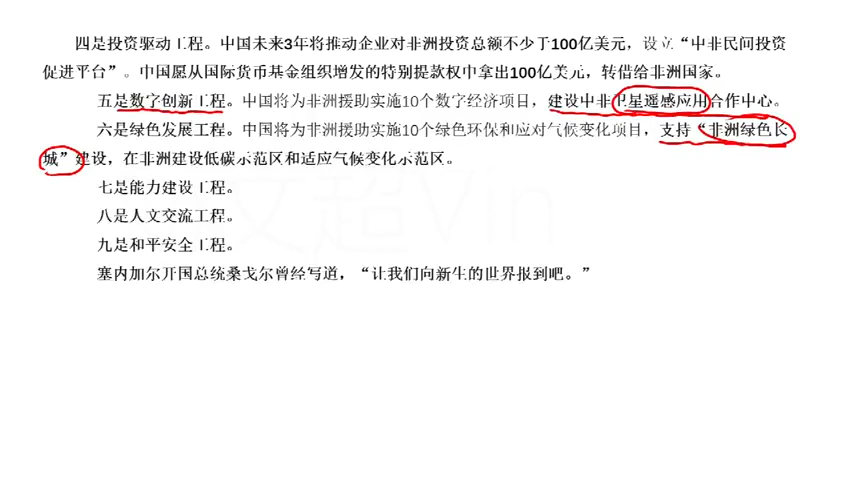 四是投资驱动工程。中国未来3年将推动企业对非洲投资总额不少于100亿美元，设立“中非民间投资
促进平台”。中国愿从国际货币基金组织增发的特别提款权中拿出100亿美元，转借给非洲国家。
五是数字创新工程。中国将为非洲援助实施10个数字经济项目，建设中非卫星遥感应用合作中心。
六是绿色发展工程。中国将为非洲援助实施10个绿色环保和应对气候变化项目，支持“非洲绿色长
城”建设，在非洲建设低碳示范区和适应气候变化示范区。
七是能力建设工程。
八是人文交流工程。
九是和平安全工程。
塞内加尔开国总统桑戈尔曾经写道，“让我们向新生的世界报到吧。”
文超Vin